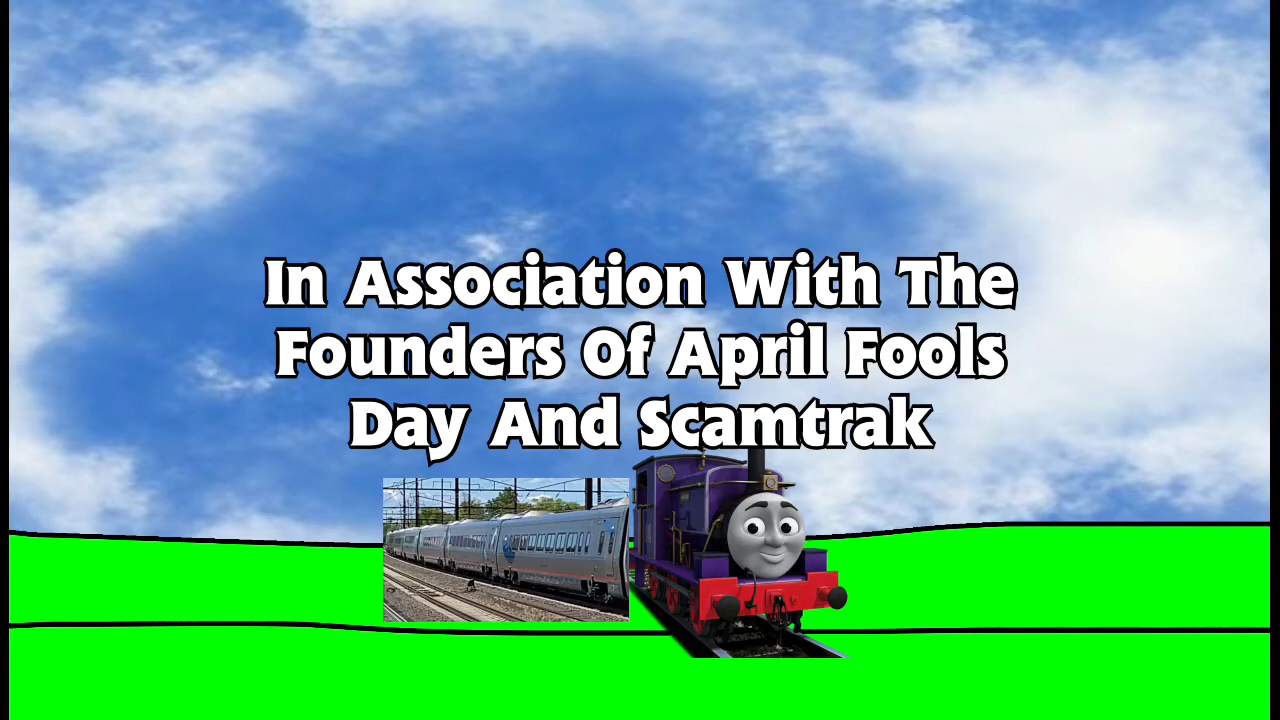 In Association With The
Founders Of April Fools
Day And Scamtrak